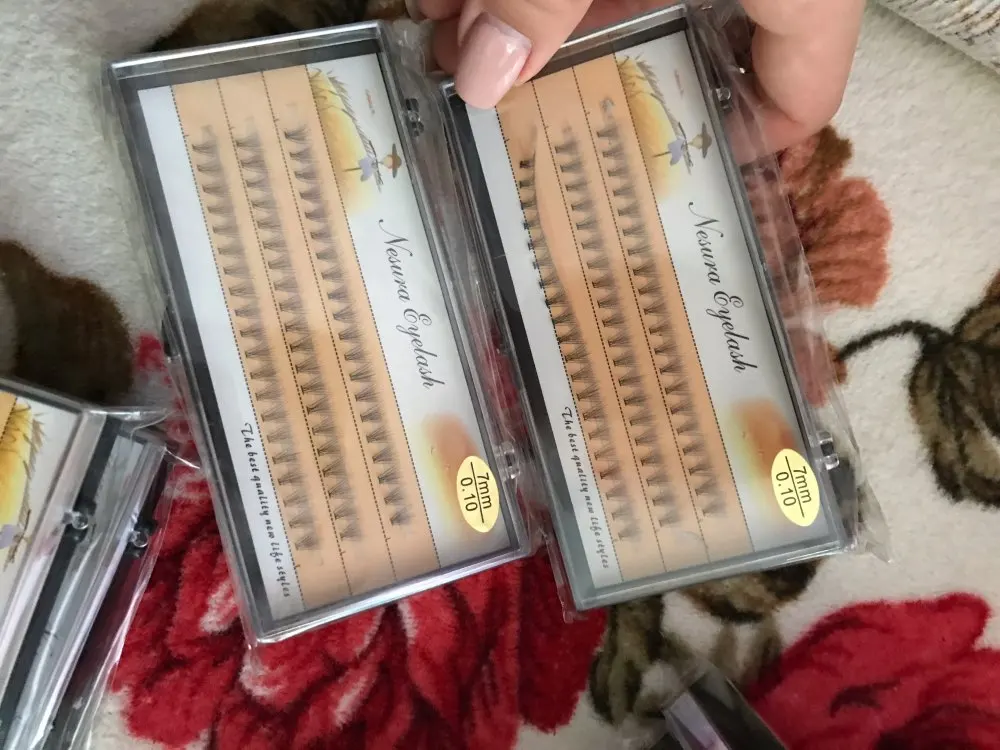 Nesura Eyelash
The best quality new life styles
7mm
0.10
Nesura Eyelash
The best quality new life styles
7mm
0.10